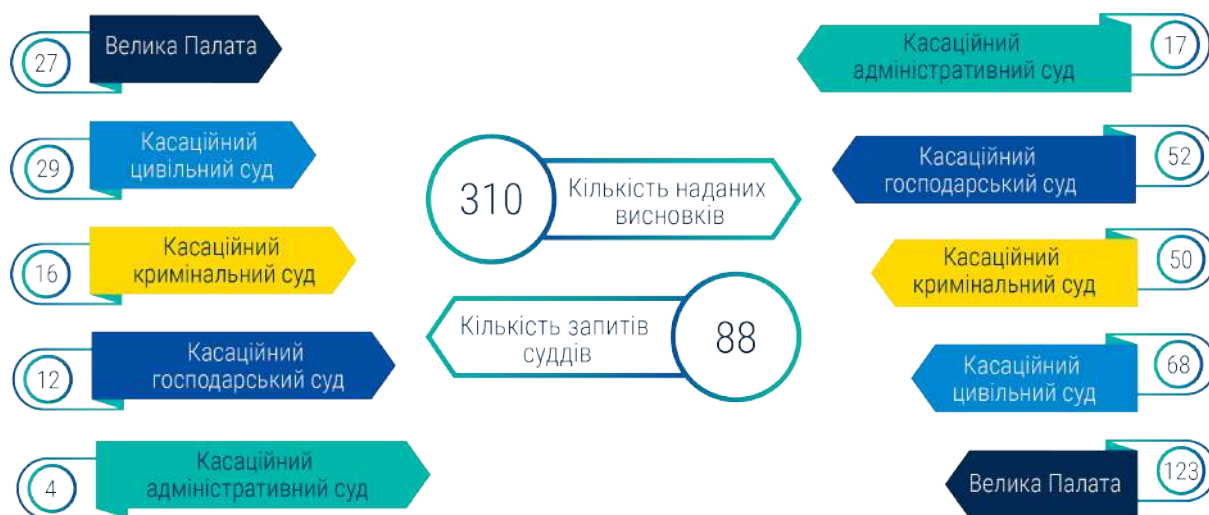 27
Велика Палата
29
Касаційний
цивільний суд
16
Касаційний
кримінальний суд
12
Касаційний
господарський суд
4
Касаційний
адміністративний суд
310
Кількість наданих
висновків
Кількість запитів
суддів
88
Касаційний
адміністративний суд
17
Касаційний
господарський суд
52
Касаційний
кримінальний суд
50
Касаційний
цивільний суд
68
Велика Палата
123